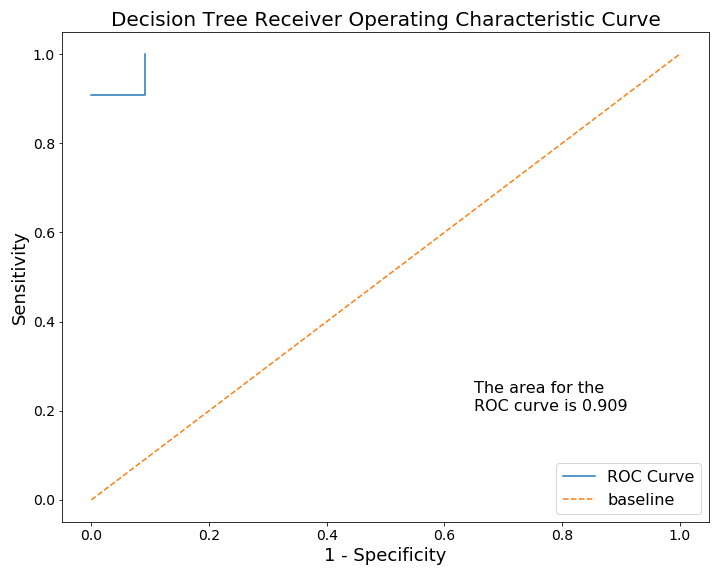 Decision Tree Receiver Operating Characteristic Curve
1.0
0.8
0.6
0.4
0.2
0.0
Sensitivity
The area for the
ROC curve is 0.909
ROC Curve
baseline
0.0 0.2 0.4 0.6 0.8 1.0
1 - Specificity